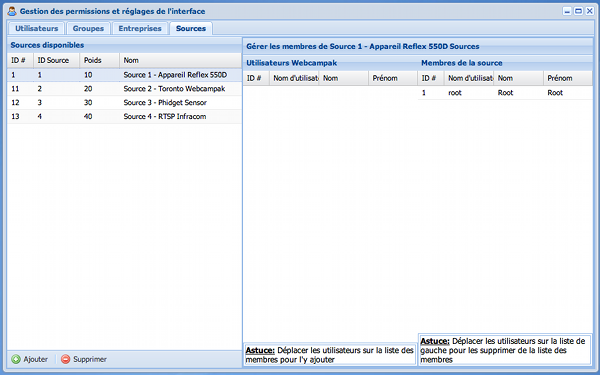 Gestion des permissions et réglages de l'interface
Utilisateurs Groupes Entreprises Sources
Sources disponibles
ID # ID Source Poids Nom
1 1 10 Source 1 - Appareil Reflex 550D
11 2 20 Source 2 - Toronto Webcampak
12 3 30 Source 3 - Phidget Sensor
13 4 40 Source 4 - RTSP Infracom
Ajouter Supprimer
Gérer les membres de Source 1 - Appareil Reflex 550D Sources
Utilisateurs Webcampak
ID # Nom d'utilisat Nom Prénom
Astuce: Déplacer les utilisateurs sur la liste des
membres pour l'y ajouter
Membres de la source
ID # Nom d'utilisat Nom Prénom
1 root Root Root
Astuce: Déplacer les utilisateurs sur la liste de
gauche pour les supprimer de la liste des
membres